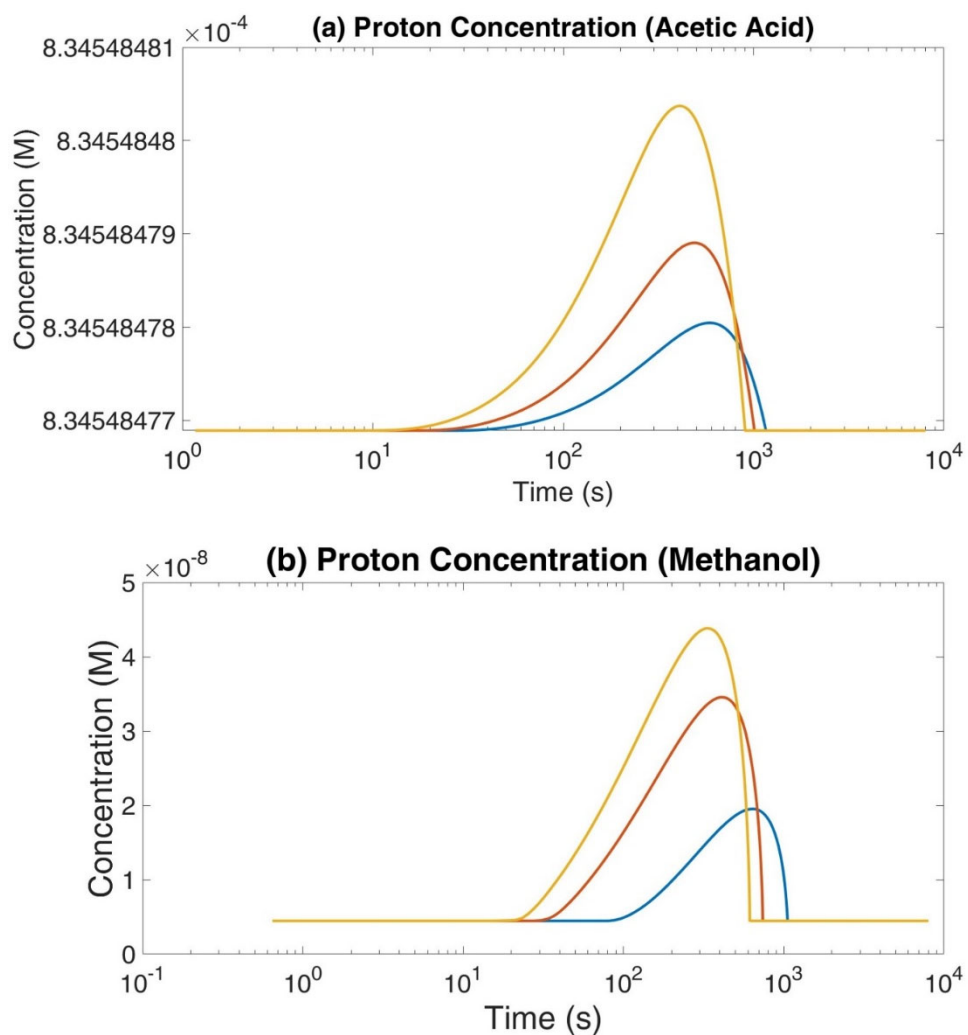 (a) Proton Concentration (Acetic Acid)
×10⁻⁴
8.34548481
8.3454848
8.34548479
8.34548478
8.34548477
Concentration (M)
10⁰ 10¹ 10² 10³ 10⁴
Time (s)
(b) Proton Concentration (Methanol)
×10⁻⁸
5
4
3
2
1
0
Concentration (M)
10⁻¹ 10⁰ 10¹ 10² 10³ 10⁴
Time (s)